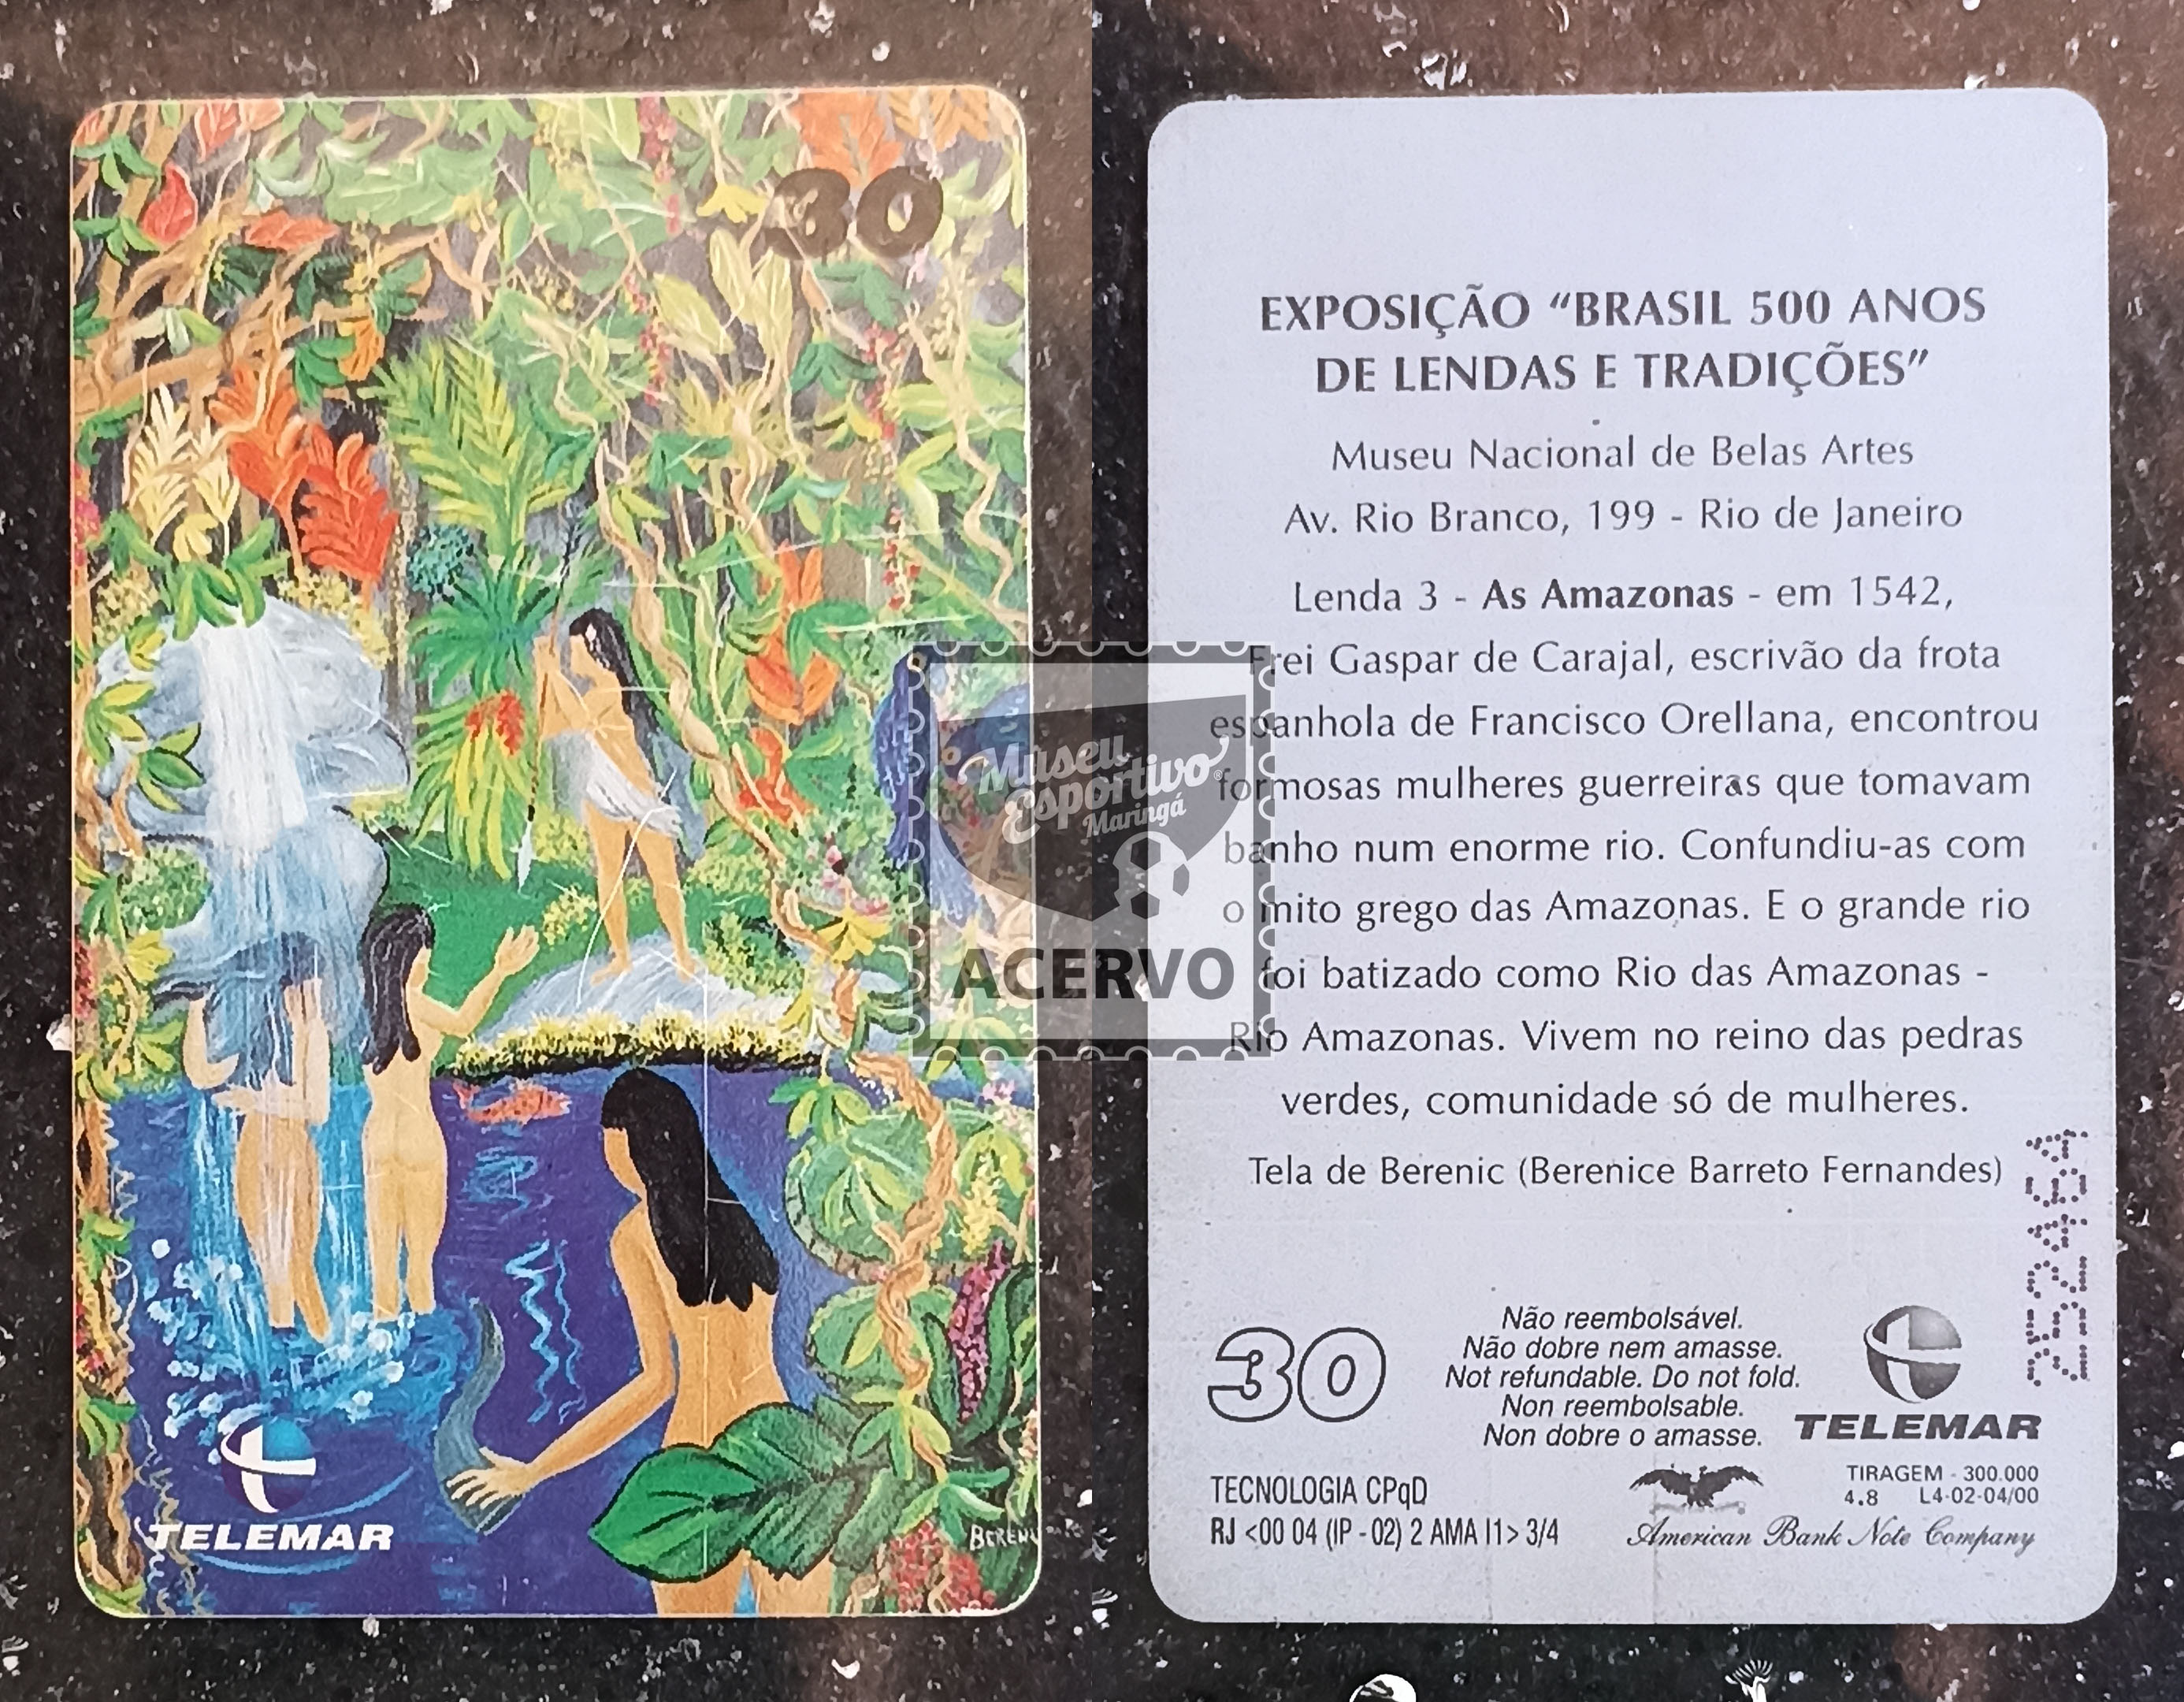 30
TELEMAR
EXPOSIÇÃO “BRASIL 500 ANOS
DE LENDAS E TRADIÇÕES”
Museu Nacional de Belas Artes
Av. Rio Branco, 199 - Rio de Janeiro
Lenda 3 - As Amazonas - em 1542,
Frei Gaspar de Carajal, escrivão da frota
espanhola de Francisco Orellana, encontrou
formosas mulheres guerreiras que tomavam
banho num enorme rio. Confundiu-as com
o mito grego das Amazonas. E o grande rio
foi batizado como Rio das Amazonas -
Rio Amazonas. Vivem no reino das pedras
verdes, comunidade só de mulheres.
Tela de Berenic (Berenice Barreto Fernandes)
30
Não reembolsável.
Não dobre nem amasse.
Not refundable. Do not fold.
Non reembolsable.
Non dobre o amasse.
TELEMAR
TECNOLOGIA CPqD
RJ <00 04 (IP - 02) 2 AMA I1> 3/4
TIRAGEM - 300.000
4.8 L4-02-04/00
American Bank Note Company
Museu
Esportivo®
Maringá
ACERVO